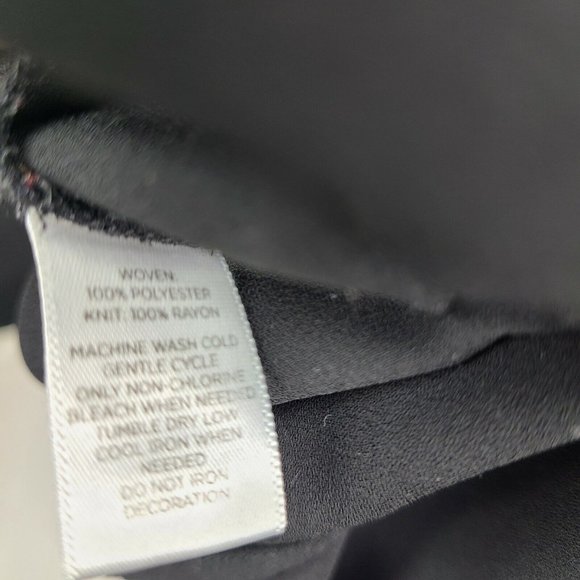 WOVEN:
100% POLYESTER
KNIT: 100% RAYON
MACHINE WASH COLD
GENTLE CYCLE
ONLY NON-CHLORINE
BLEACH WHEN NEEDED
TUMBLE DRY LOW
COOL IRON WHEN
NEEDED
DO NOT IRON
DECORATION